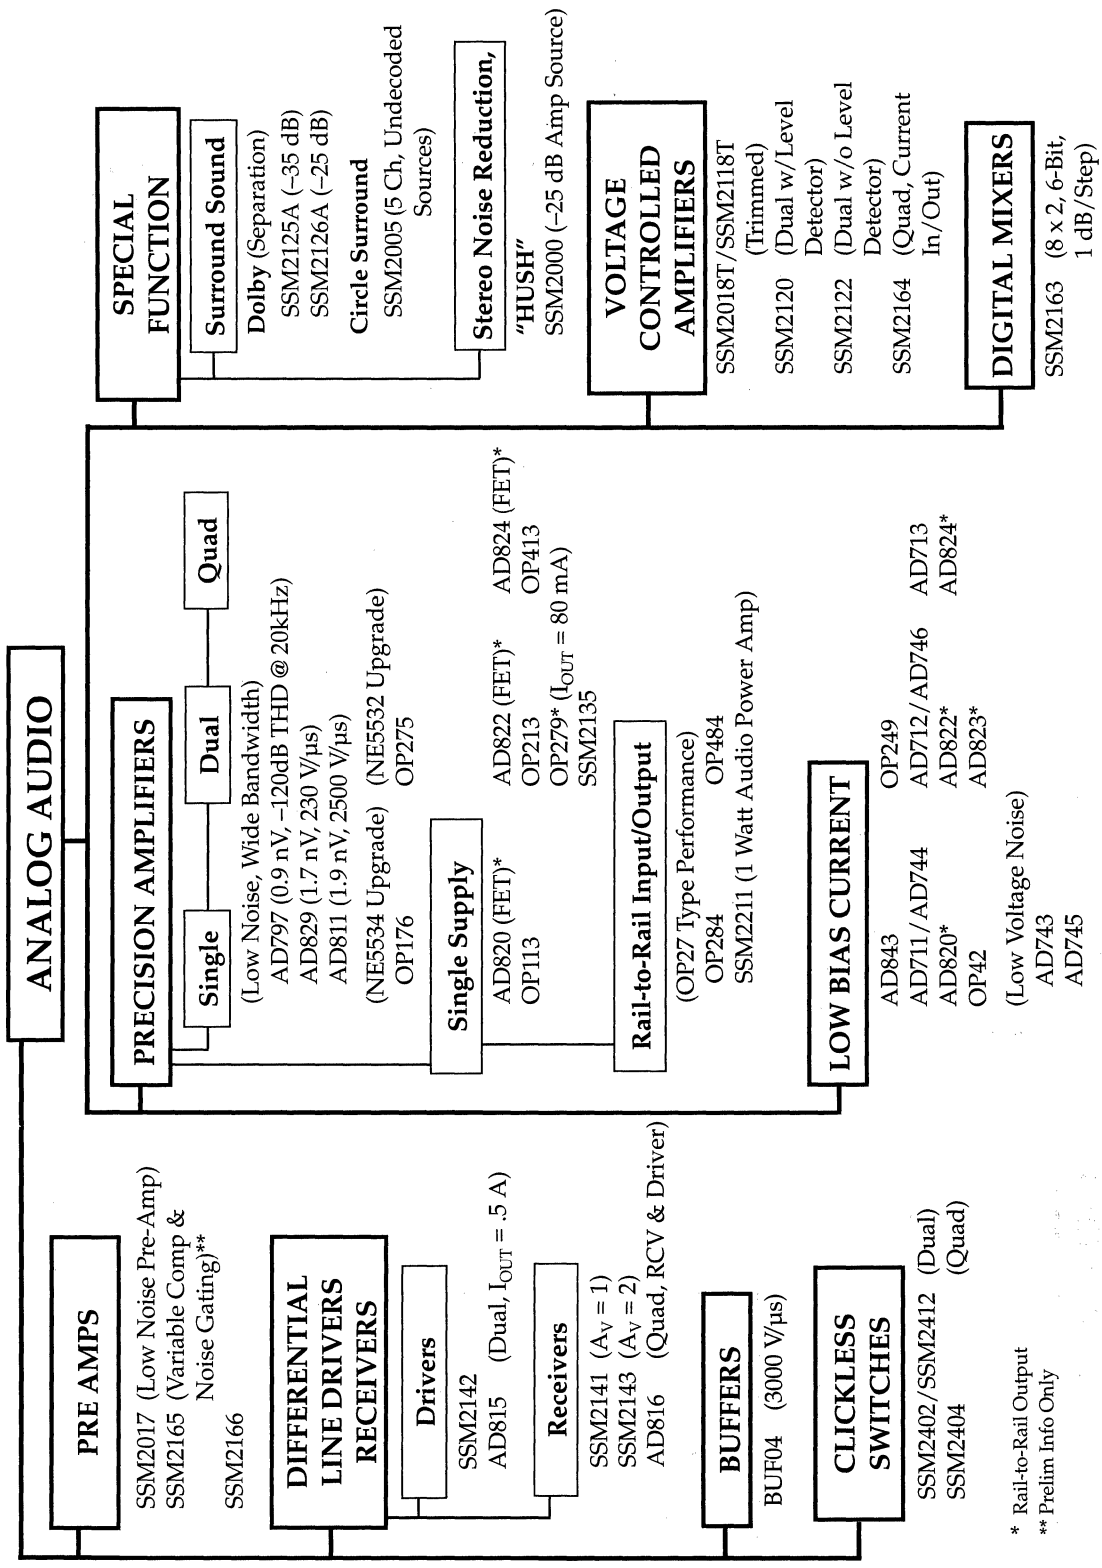 ANALOG AUDIO
PRE AMPS
SSM2017 (Low Noise Pre-Amp)
SSM2165 (Variable Comp &
Noise Gating)**
SSM2166
DIFFERENTIAL
LINE DRIVERS
RECEIVERS
Drivers
SSM2142
AD815 (Dual, IOUT = .5 A)
Receivers
SSM2141 (AV = 1)
SSM2143 (AV = 2)
AD816 (Quad, RCV & Driver)
BUFFERS
BUF04 (3000 V/µs)
CLICKLESS
SWITCHES
SSM2402/SSM2412 (Dual)
SSM2404 (Quad)
* Rail-to-Rail Output
** Prelim Info Only
PRECISION AMPLIFIERS
Single Dual Quad
(Low Noise, Wide Bandwidth)
AD797 (0.9 nV, –120dB THD @ 20kHz)
AD829 (1.7 nV, 230 V/µs)
AD811 (1.9 nV, 2500 V/µs)
(NE5534 Upgrade) (NE5532 Upgrade)
OP176 OP275
Single Supply
AD820 (FET)* AD822 (FET)* AD824 (FET)*
OP113 OP213 OP413
OP279* (IOUT = 80 mA)
SSM2135
Rail-to-Rail Input/Output
(OP27 Type Performance)
OP284 OP484
SSM2211 (1 Watt Audio Power Amp)
LOW BIAS CURRENT
AD843 OP249
AD711/AD744 AD712/AD746 AD713
AD820* AD822* AD824*
OP42 AD823*
(Low Voltage Noise)
AD743
AD745
SPECIAL
FUNCTION
Surround Sound
Dolby (Separation)
SSM2125A (–35 dB)
SSM2126A (–25 dB)
Circle Surround
SSM2005 (5 Ch, Undecoded
Sources)
Stereo Noise Reduction,
"HUSH"
SSM2000 (–25 dB Amp Source)
VOLTAGE
CONTROLLED
AMPLIFIERS
SSM2018T/SSM2118T
(Trimmed)
SSM2120 (Dual w/Level
Detector)
SSM2122 (Dual w/o Level
Detector)
SSM2164 (Quad, Current
In/Out)
DIGITAL MIXERS
SSM2163 (8 x 2, 6-Bit,
1 dB/Step)